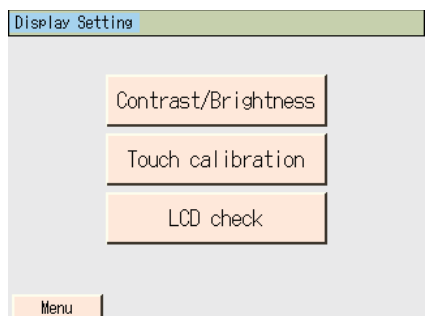 Display Setting
Contrast/Brightness
Touch calibration
LCD check
Menu